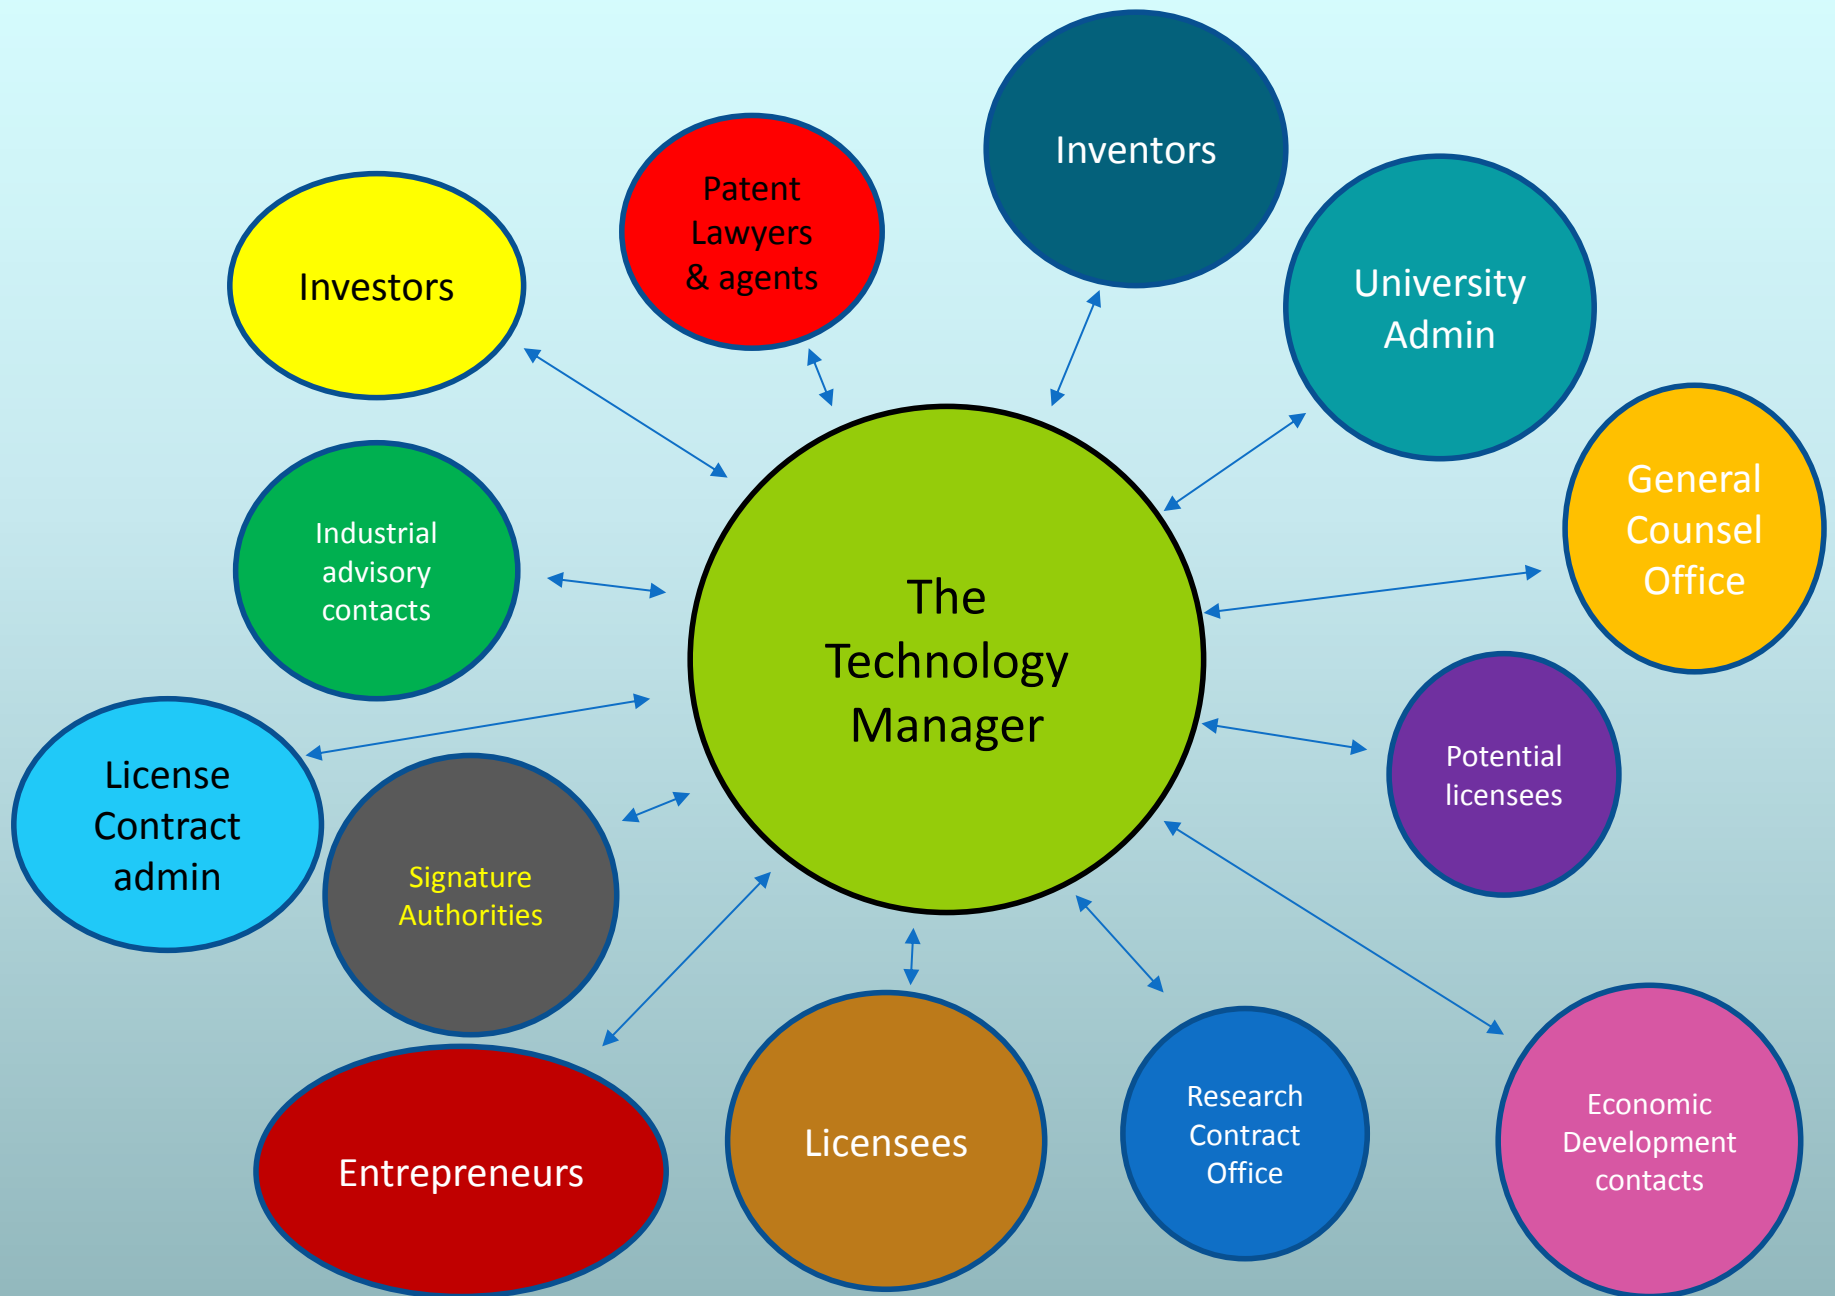 Inventors
Patent
Lawyers
& agents
Investors
University
Admin
General
Counsel
Office
Industrial
advisory
contacts
The
Technology
Manager
Potential
licensees
License
Contract
admin
Signature
Authorities
Entrepreneurs
Licensees
Research
Contract
Office
Economic
Development
contacts